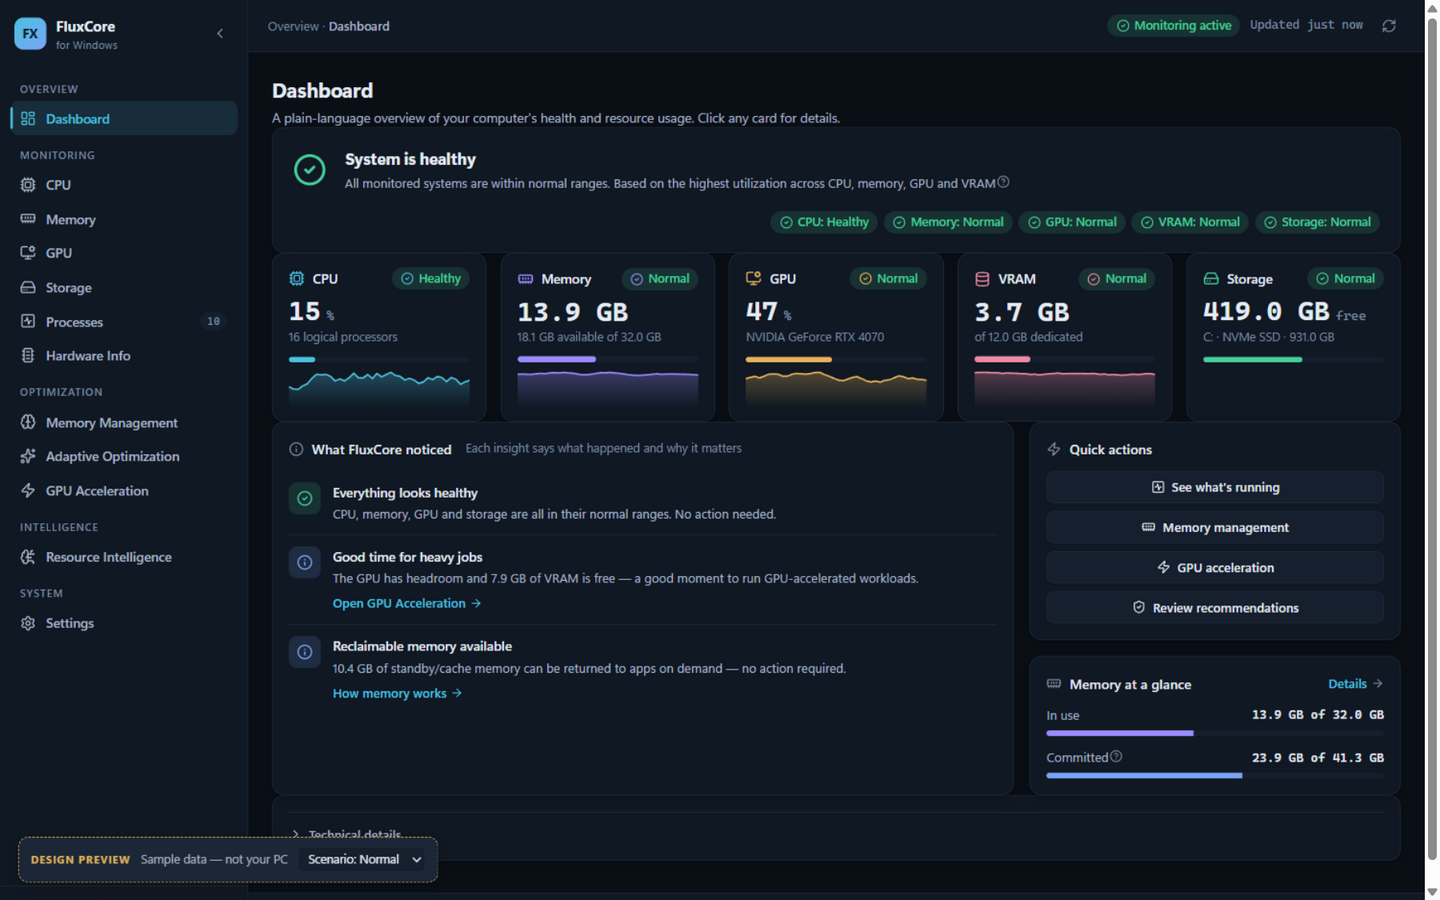 FX
FluxCore
for Windows
OVERVIEW
Dashboard
MONITORING
CPU
Memory
GPU
Storage
Processes 10
Hardware Info
OPTIMIZATION
Memory Management
Adaptive Optimization
GPU Acceleration
INTELLIGENCE
Resource Intelligence
SYSTEM
Settings
Overview · Dashboard
Monitoring active Updated just now
Dashboard
A plain-language overview of your computer's health and resource usage. Click any card for details.
System is healthy
All monitored systems are within normal ranges. Based on the highest utilization across CPU, memory, GPU and VRAM
CPU: Healthy Memory: Normal GPU: Normal VRAM: Normal Storage: Normal
CPU Healthy
15 %
16 logical processors
Memory Normal
13.9 GB
18.1 GB available of 32.0 GB
GPU Normal
47 %
NVIDIA GeForce RTX 4070
VRAM Normal
3.7 GB
of 12.0 GB dedicated
Storage Normal
419.0 GB free
C: · NVMe SSD · 931.0 GB
What FluxCore noticed Each insight says what happened and why it matters
Everything looks healthy
CPU, memory, GPU and storage are all in their normal ranges. No action needed.
Good time for heavy jobs
The GPU has headroom and 7.9 GB of VRAM is free — a good moment to run GPU-accelerated workloads.
Open GPU Acceleration →
Reclaimable memory available
10.4 GB of standby/cache memory can be returned to apps on demand — no action required.
How memory works →
Quick actions
See what's running
Memory management
GPU acceleration
Review recommendations
Memory at a glance Details →
In use 13.9 GB of 32.0 GB
Committed 23.9 GB of 41.3 GB
Technical details
DESIGN PREVIEW Sample data — not your PC Scenario: Normal